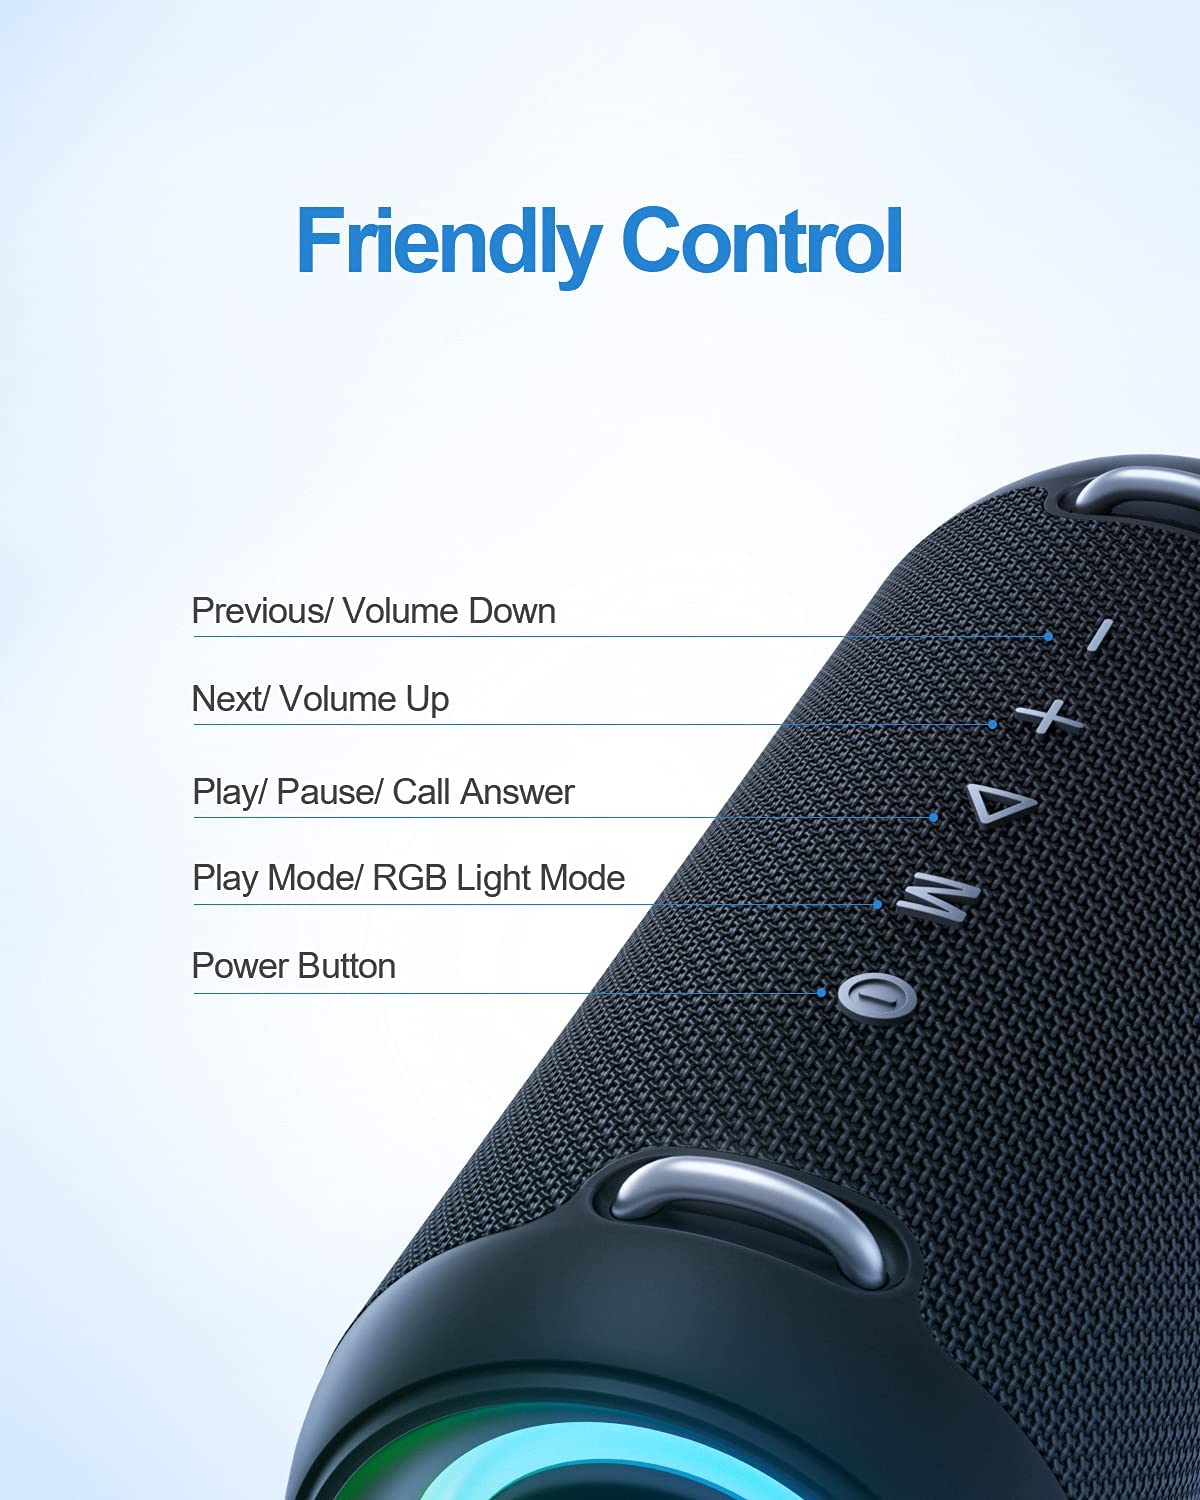 Friendly Control
Previous/ Volume Down
Next/ Volume Up
Play/ Pause/ Call Answer
Play Mode/ RGB Light Mode
M
Power Button